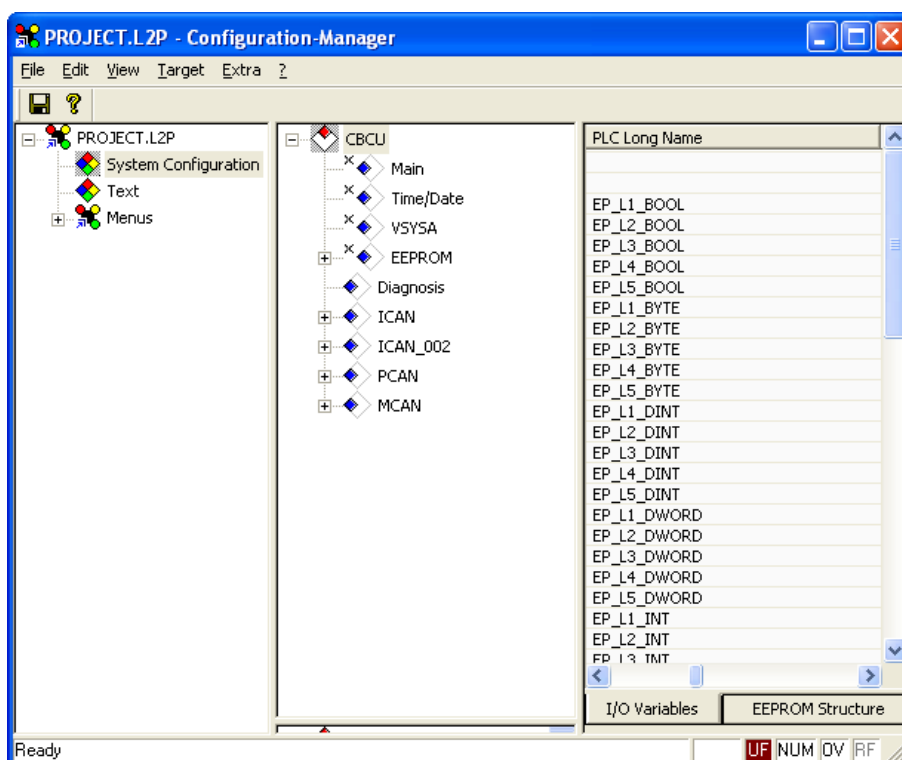 PROJECT.L2P - Configuration-Manager
File Edit View Target Extra ?
PROJECT.L2P
System Configuration
Text
Menus
CBCU
Main
Time/Date
VSYSA
EEPROM
Diagnosis
ICAN
ICAN_002
PCAN
MCAN
PLC Long Name
EP_L1_BOOL
EP_L2_BOOL
EP_L3_BOOL
EP_L4_BOOL
EP_L5_BOOL
EP_L1_BYTE
EP_L2_BYTE
EP_L3_BYTE
EP_L4_BYTE
EP_L5_BYTE
EP_L1_DINT
EP_L2_DINT
EP_L3_DINT
EP_L4_DINT
EP_L5_DINT
EP_L1_DWORD
EP_L2_DWORD
EP_L3_DWORD
EP_L4_DWORD
EP_L5_DWORD
EP_L1_INT
EP_L2_INT
EP_L3_INT
I/O Variables EEPROM Structure
Ready UF NUM OV RF